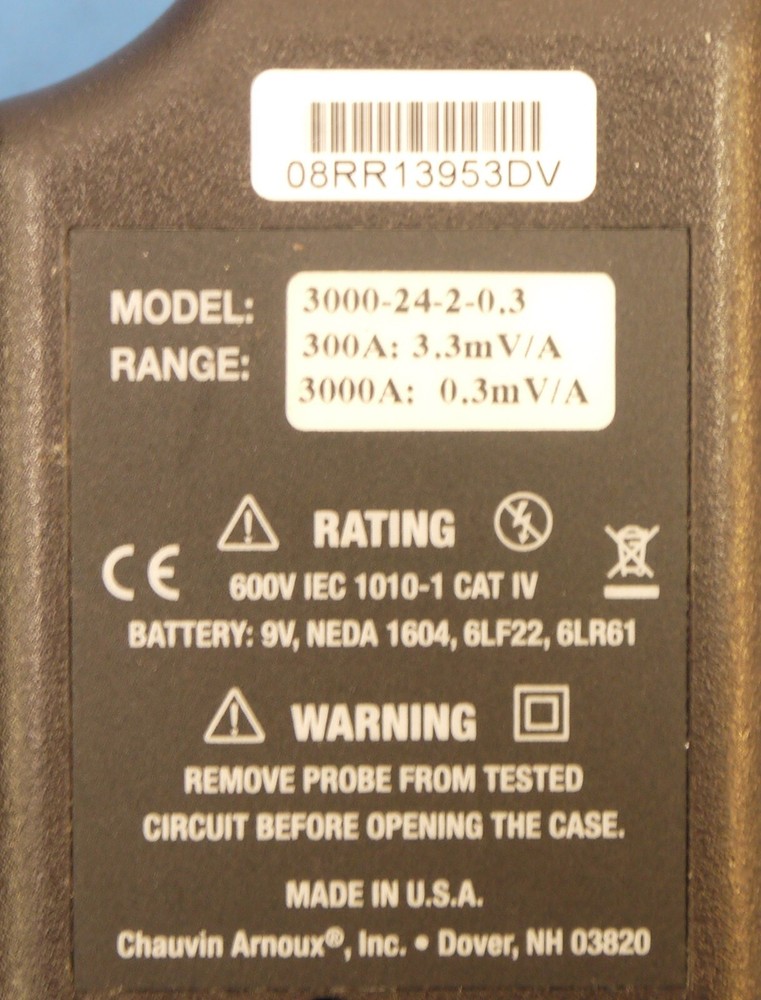 08RR13953DV
MODEL: 3000-24-2-0.3
RANGE: 300A: 3.3mV/A
3000A: 0.3mV/A
RATING
CE
600V IEC 1010-1 CAT IV
BATTERY: 9V, NEDA 1604, 6LF22, 6LR61
WARNING
REMOVE PROBE FROM TESTED
CIRCUIT BEFORE OPENING THE CASE.
MADE IN U.S.A.
Chauvin Arnoux®, Inc. • Dover, NH 03820